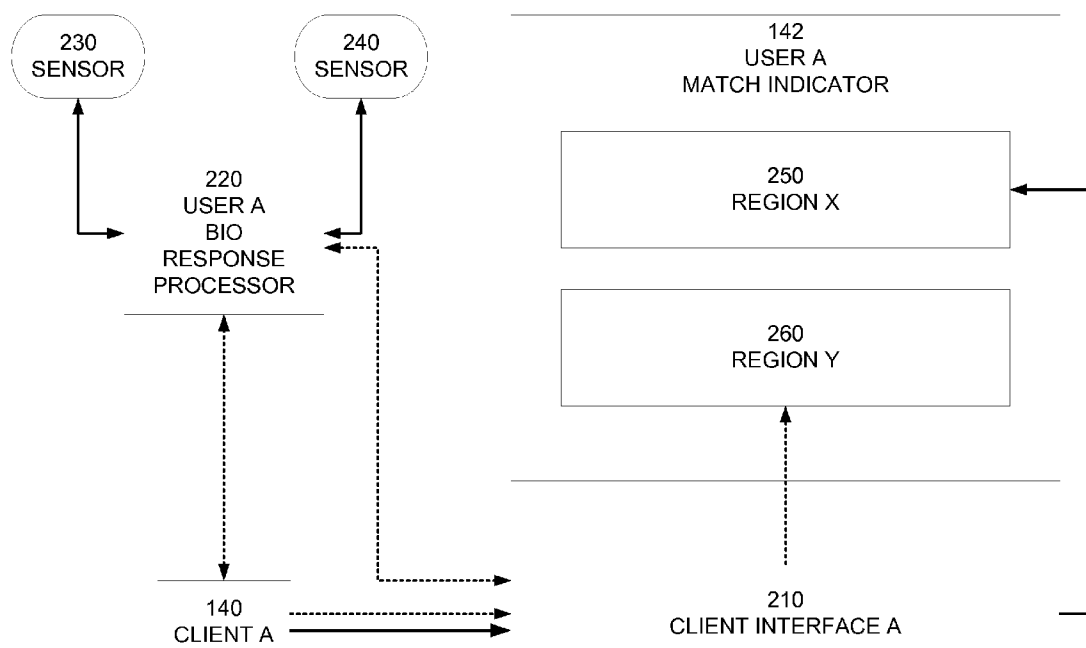 230
SENSOR
240
SENSOR
142
USER A
MATCH INDICATOR
220
USER A
BIO
RESPONSE
PROCESSOR
250
REGION X
260
REGION Y
140
CLIENT A
210
CLIENT INTERFACE A